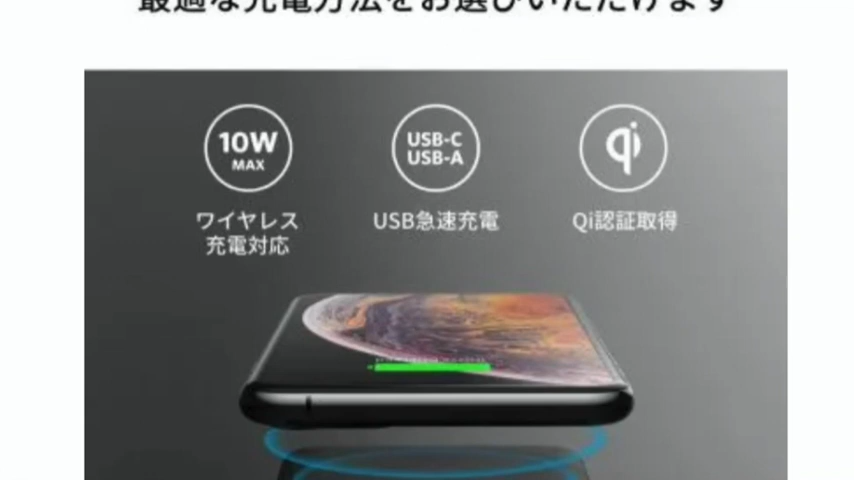 最適な充電方法をお選びいただけます
10W
MAX
USB-C
USB-A
qi
ワイヤレス
充電対応
USB急速充電
Qi認証取得